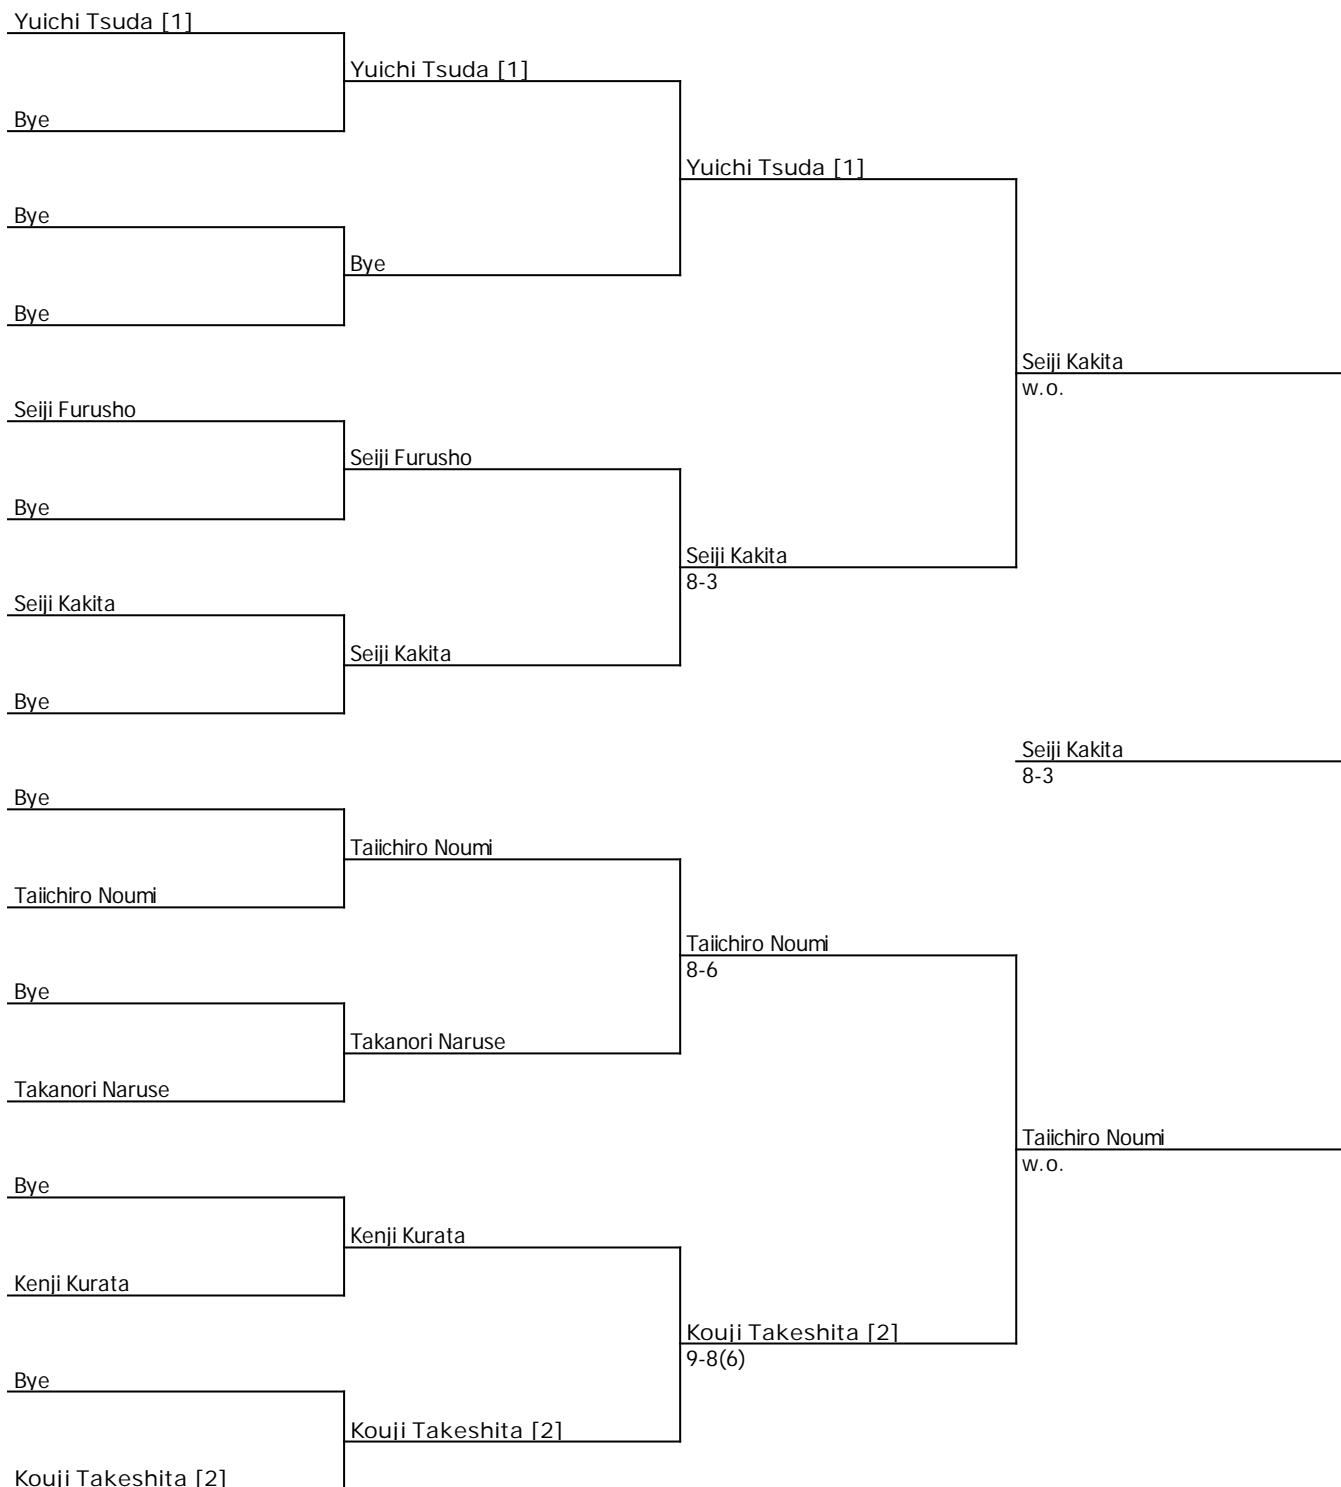 Yuichi Tsuda [1]
Yuichi Tsuda [1]
Bye
Yuichi Tsuda [1]
Bye
Bye
Bye
Seiji Kakita
w.o.
Seiji Furusho
Seiji Furusho
Bye
Seiji Kakita
8-3
Seiji Kakita
Seiji Kakita
Bye
Seiji Kakita
8-3
Bye
Taiichiro Noumi
Taiichiro Noumi
Taiichiro Noumi
8-6
Bye
Takanori Naruse
Takanori Naruse
Taiichiro Noumi
w.o.
Bye
Kenji Kurata
Kenji Kurata
Kouji Takeshita [2]
9-8(6)
Bye
Kouji Takeshita [2]
Kouji Takeshita [2]